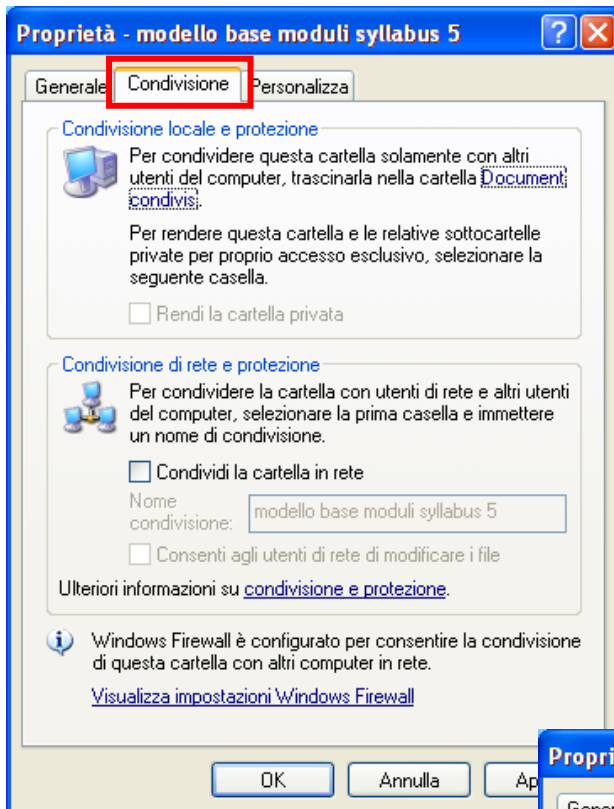 Proprietà - modello base moduli syllabus 5
Generale Condivisione Personalizza
Condivisione locale e protezione
Per condividere questa cartella solamente con altri
utenti del computer, trascinarla nella cartella Document
condivis.
Per rendere questa cartella e le relative sottocartelle
private per proprio accesso esclusivo, selezionare la
seguente casella.
Rendi la cartella privata
Condivisione di rete e protezione
Per condividere la cartella con utenti di rete e altri utenti
del computer, selezionare la prima casella e immettere
un nome di condivisione.
Condividi la cartella in rete
Nome
condivisione:
modello base moduli syllabus 5
Consenti agli utenti di rete di modificare i file
Ulteriori informazioni su condivisione e protezione.
Windows Firewall è configurato per consentire la condivisione
di questa cartella con altri computer in rete.
Visualizza impostazioni Windows Firewall
OK Annulla Ap
Propri